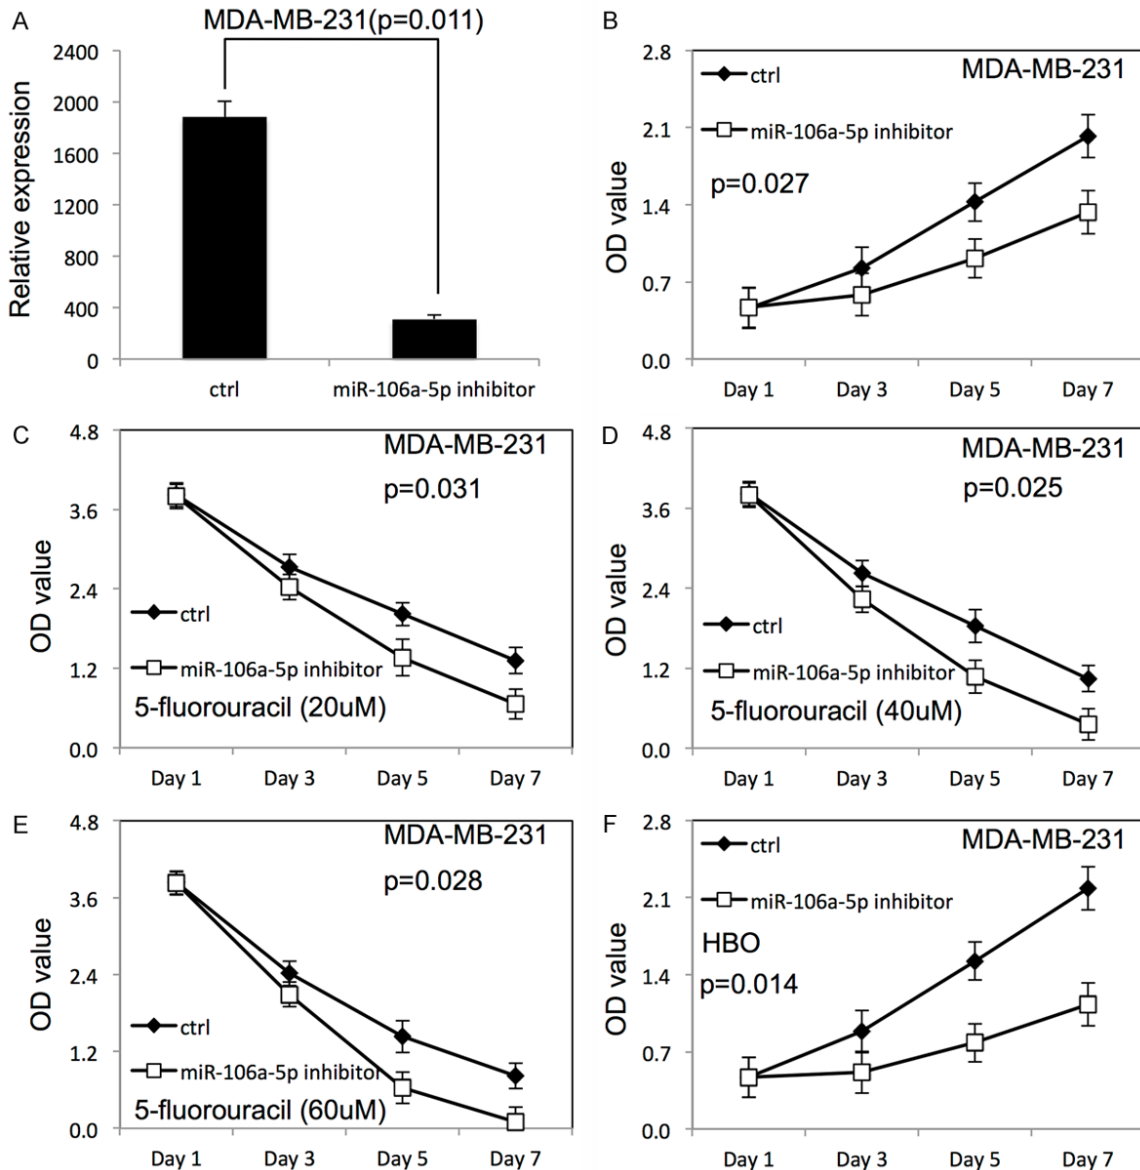 A
MDA-MB-231(p=0.011)
Relative expression
2400
2000
1600
1200
800
400
0
ctrl
miR-106a-5p inhibitor
B
MDA-MB-231
ctrl
miR-106a-5p inhibitor
p=0.027
OD value
2.8
2.1
1.4
0.7
0.0
Day 1 Day 3 Day 5 Day 7
C
MDA-MB-231
p=0.031
OD value
4.8
3.6
2.4
1.2
0.0
ctrl
miR-106a-5p inhibitor
5-fluorouracil (20uM)
Day 1 Day 3 Day 5 Day 7
D
MDA-MB-231
p=0.025
OD value
4.8
3.6
2.4
1.2
0.0
ctrl
miR-106a-5p inhibitor
5-fluorouracil (40uM)
Day 1 Day 3 Day 5 Day 7
E
MDA-MB-231
p=0.028
OD value
4.8
3.6
2.4
1.2
0.0
ctrl
miR-106a-5p inhibitor
5-fluorouracil (60uM)
Day 1 Day 3 Day 5 Day 7
F
MDA-MB-231
ctrl
miR-106a-5p inhibitor
HBO
p=0.014
OD value
2.8
2.1
1.4
0.7
0.0
Day 1 Day 3 Day 5 Day 7